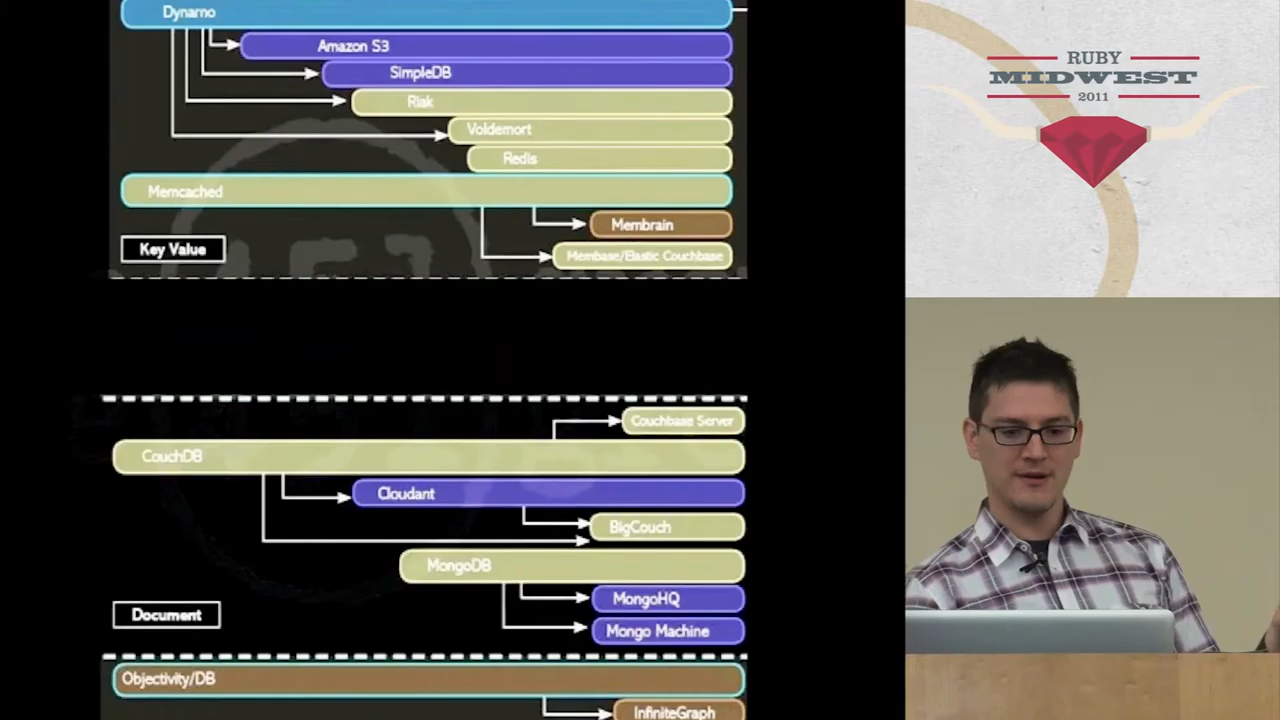 Dynamo
Amazon S3
SimpleDB
Riak
Voldemort
Redis
Memcached
Membrain
Key Value
Membase/Elastic Couchbase
Couchbase Server
CouchDB
Cloudant
BigCouch
MongoDB
MongoHQ
Document
Mongo Machine
Objectivity/DB
InfiniteGraph
RUBY
MIDWEST
2011